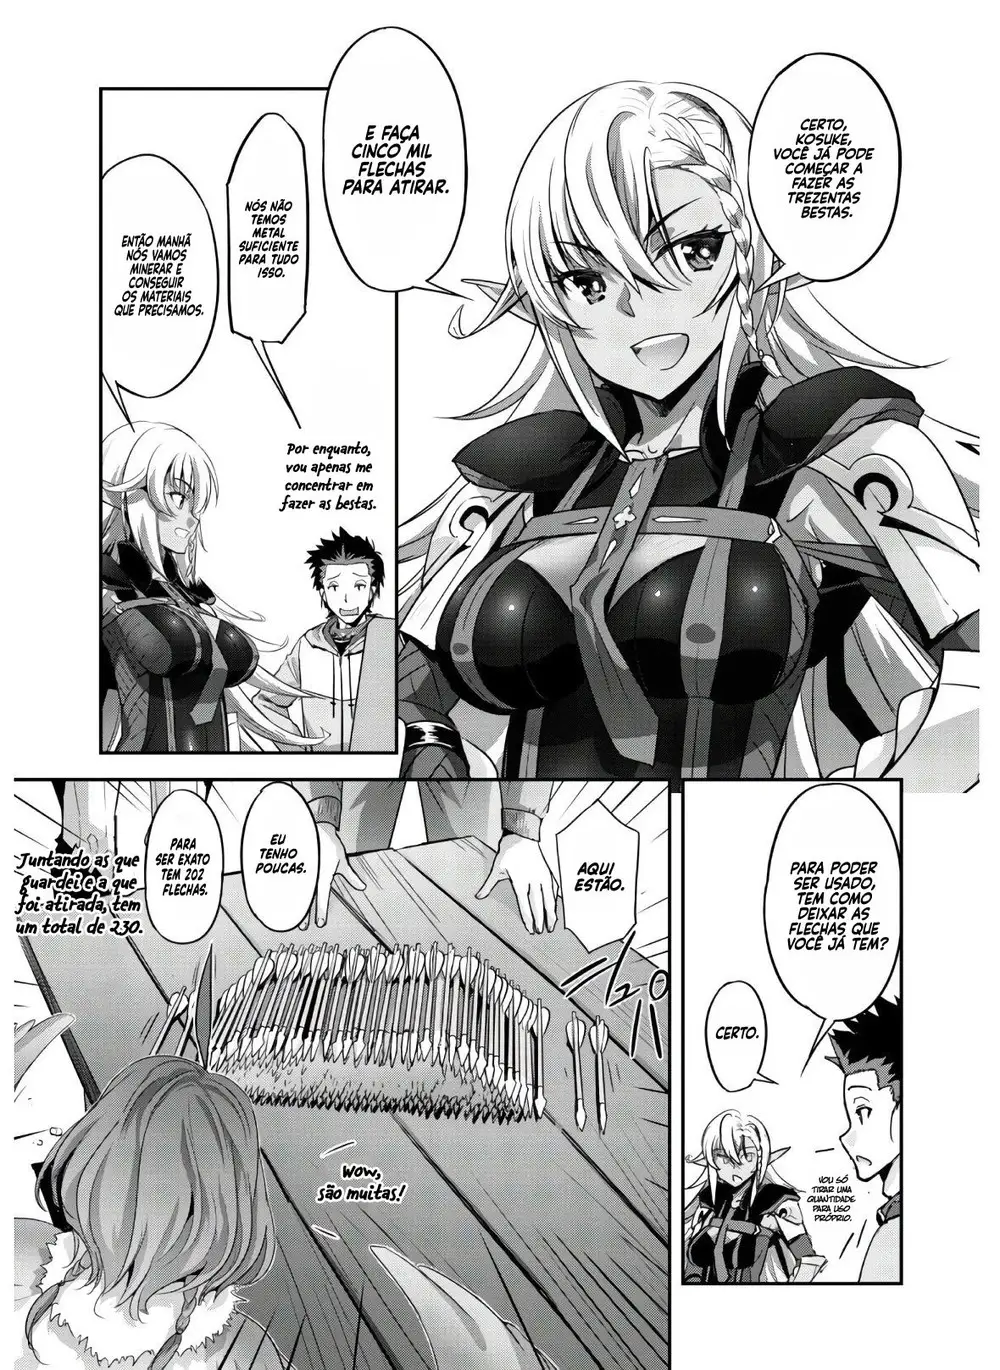 CERTO,
KOSUKE,
VOCÊ JÁ PODE
COMEÇAR A
FAZER AS
TREZENTAS
BESTAS.
E FAÇA
CINCO MIL
FLECHAS
PARA ATIRAR.
NÓS NÃO
TEMOS
METAL
SUFICIENTE
PARA TUDO
ISSO.
ENTÃO MANHÃ
NÓS VAMOS
MINERAR E
CONSEGUIR
OS MATERIAIS
QUE PRECISAMOS.
Por enquanto,
vou apenas me
concentrar em
fazer as bestas.
PARA PODER
SER USADO,
TEM COMO
DEIXAR AS
FLECHAS QUE
VOCÊ JÁ TEM?
CERTO.
VOU SÓ
TIRAR UMA
QUANTIDADE
PARA USO
PRÓPRIO.
AQUI
ESTÃO.
EU
TENHO
POUCAS.
PARA
SER EXATO
TEM 202
FLECHAS.
Juntando as que
guardei e a que
foi atirada, tem
um total de 230.
Wow,
são muitas!